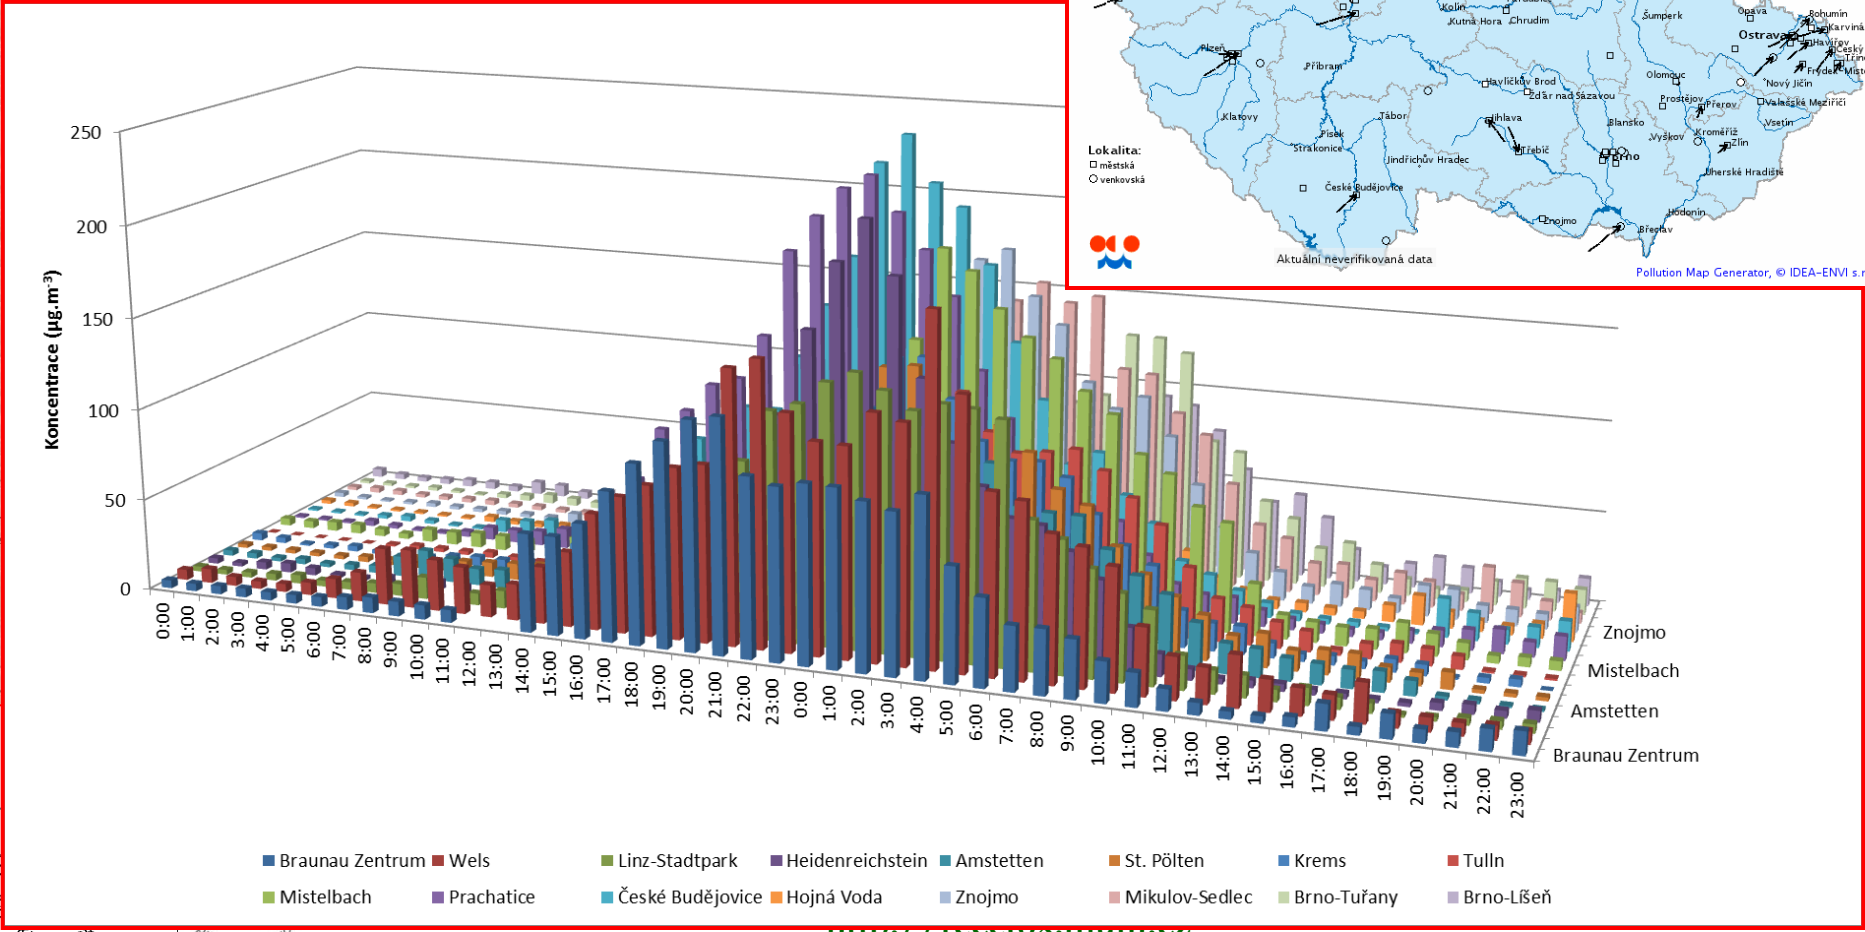 Kolín
Kutná Hora
Chrudim
Šumperk
Opava
Bohumín
Karviná
Ostrava
Havířov
Český
Plzeň
Příbram
Havlíčkův Brod
Žďár nad Sázavou
Olomouc
Nový Jičín
Frýdek
Prostějov
Přerov
Valašské Meziříčí
Klatovy
Tábor
Jihlava
Blansko
Vsetín
Písek
Vyškov
Kroměříž
Zlín
Strakonice
Třebíč
Brno
Jindřichův Hradec
Uherské Hradiště
České Budějovice
Znojmo
Hodonín
Břeclav
Lokalita:
městská
venkovská
Aktuální neverifikovaná data
Pollution Map Generator, © IDEA-ENVI s.r
Koncentrace (µg.m-3)
250
200
150
100
50
0
0:00 1:00 2:00 3:00 4:00 5:00 6:00 7:00 8:00 9:00 10:00 11:00 12:00 13:00 14:00 15:00 16:00 17:00 18:00 19:00 20:00 21:00 22:00 23:00 0:00 1:00 2:00 3:00 4:00 5:00 6:00 7:00 8:00 9:00 10:00 11:00 12:00 13:00 14:00 15:00 16:00 17:00 18:00 19:00 20:00 21:00 22:00 23:00
Znojmo
Mistelbach
Amstetten
Braunau Zentrum
Braunau Zentrum Wels Linz-Stadtpark Heidenreichstein Amstetten St. Pölten Krems Tulln
Mistelbach Prachatice České Budějovice Hojná Voda Znojmo Mikulov-Sedlec Brno-Tuřany Brno-Líšeň